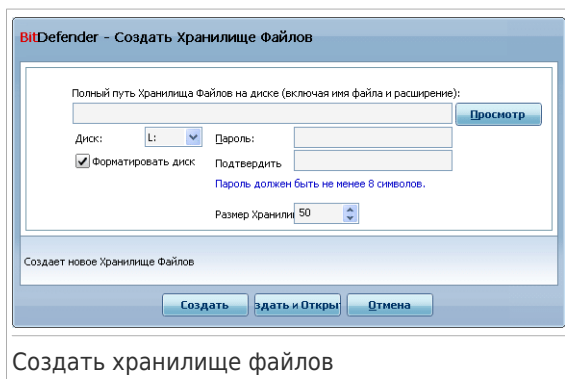 BitDefender - Создать Хранилище Файлов
Полный путь Хранилища Файлов на диске (включая имя файла и расширение):
Просмотр
Диск: L: Пароль:
Форматировать диск Подтвердить
Пароль должен быть не менее 8 символов.
Размер Хранили 50
Создает новое Хранилище Файлов
Создать здать и Откры Отмена
Создать хранилище файлов